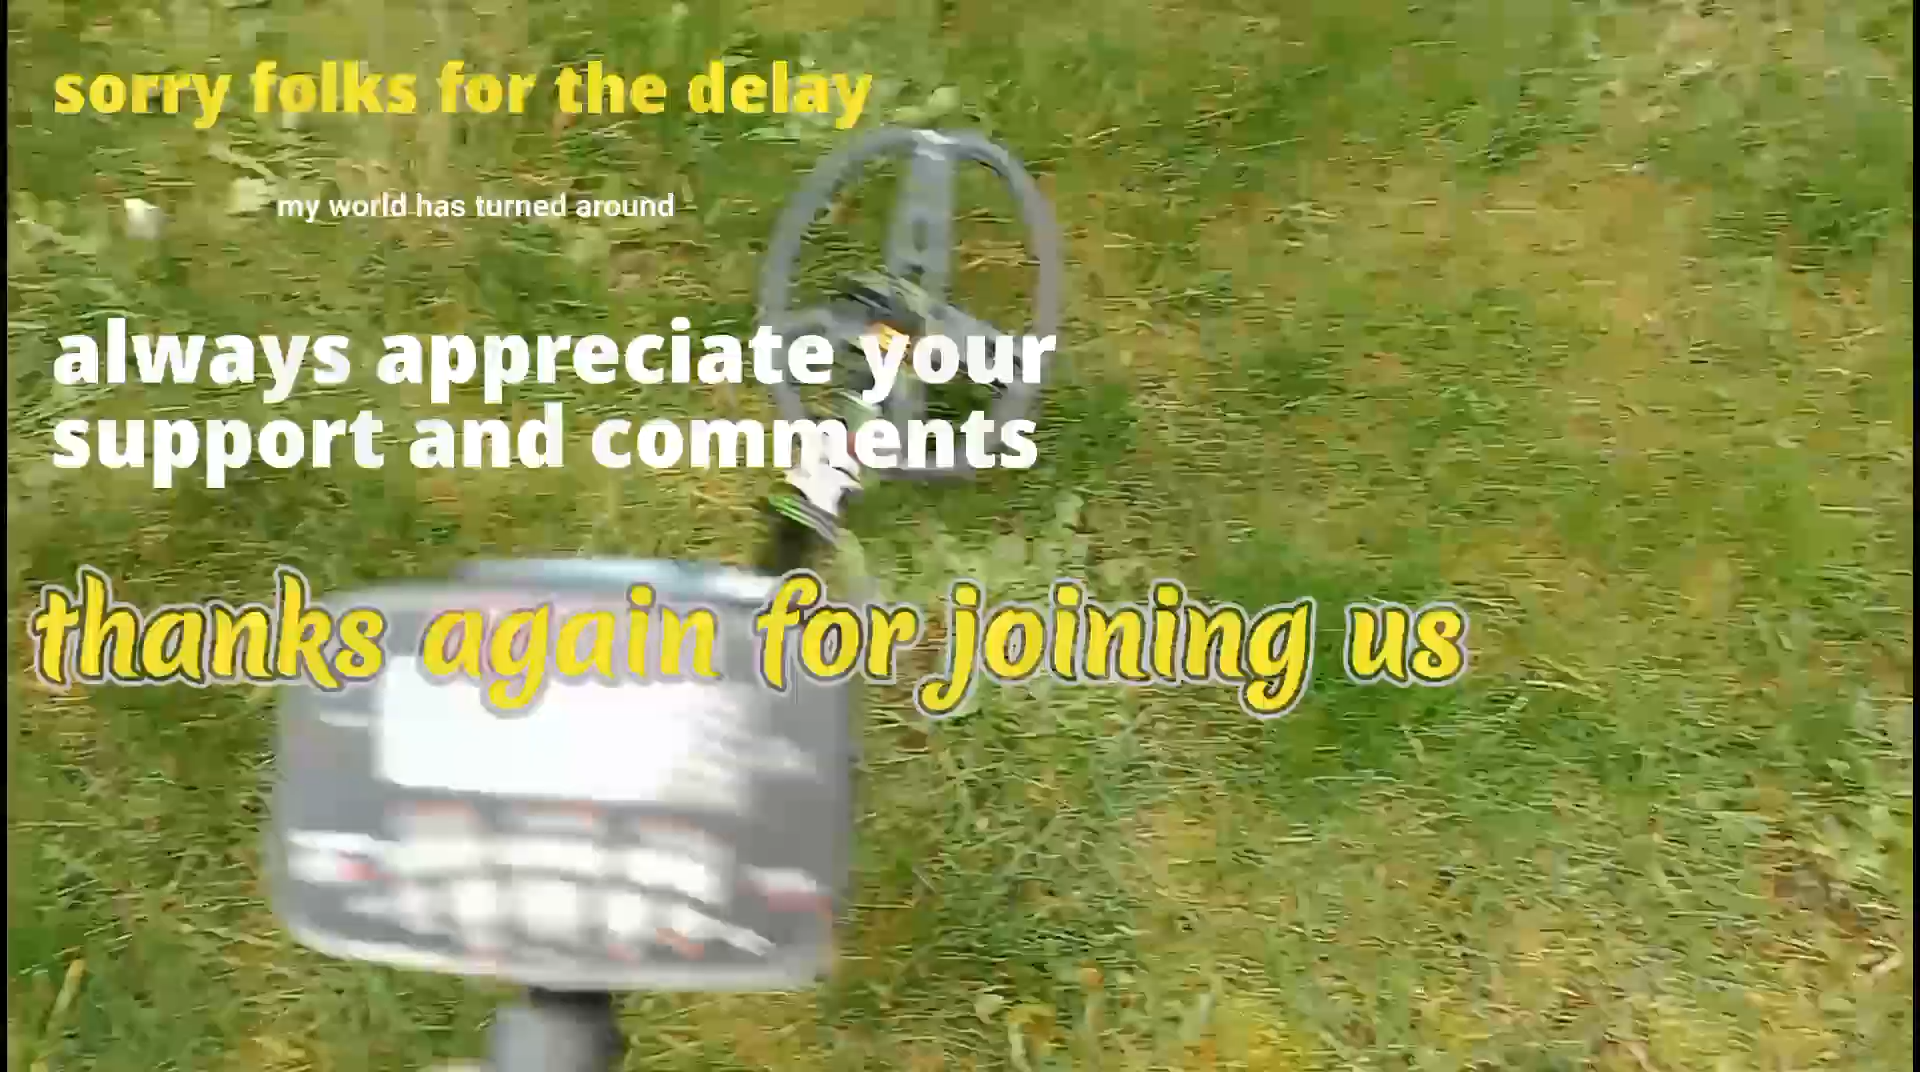 sorry folks for the delay
my world has turned around
always appreciate your
support and comments
thanks again for joining us